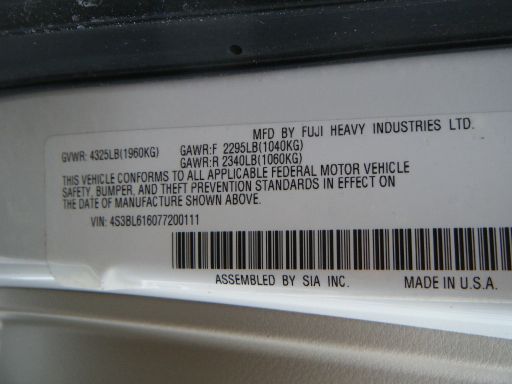 MFD BY FUJI HEAVY INDUSTRIES LTD.
GVWR: 4325LB(1960KG) GAWR:F 2295LB(1040KG)
GAWR:R 2340LB(1060KG)
THIS VEHICLE CONFORMS TO ALL APPLICABLE FEDERAL MOTOR VEHICLE
SAFETY, BUMPER, AND THEFT PREVENTION STANDARDS IN EFFECT ON
THE DATE OF MANUFACTURE SHOWN ABOVE.
VIN: 4S3BL616077200111
ASSEMBLED BY SIA INC. MADE IN U.S.A.